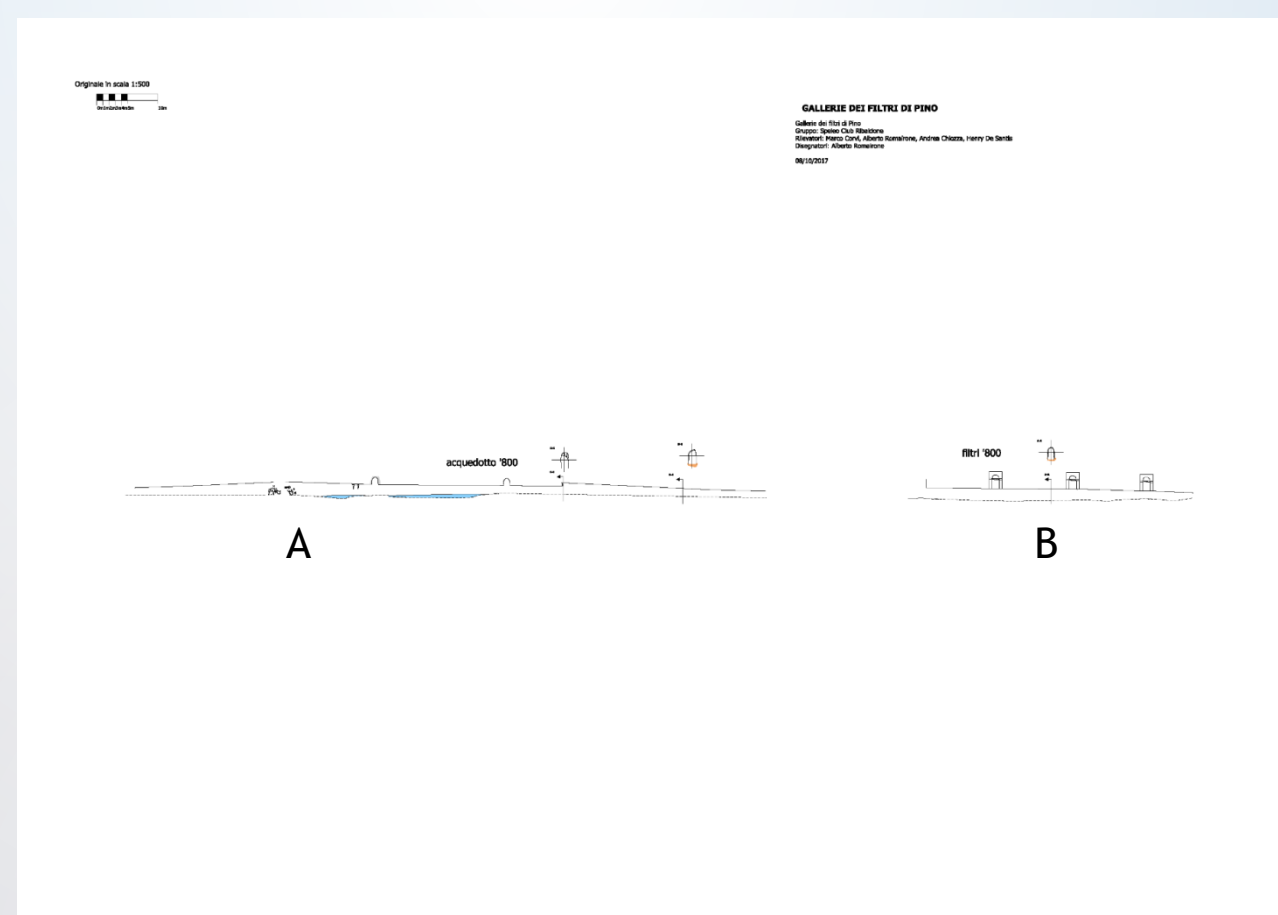 Originale in scala 1:500
10m
GALLERIE DEI FILTRI DI PINO
Gallerie dei filtri di Pino
Gruppo: Speleo Club Ribaldone
Rilevatori: Marco Corvi, Alberto Romairone, Andrea Chiozza, Henry De Santis
Disegnatori: Alberto Romairone
08/10/2017
acquedotto '800
filtri '800
A
B